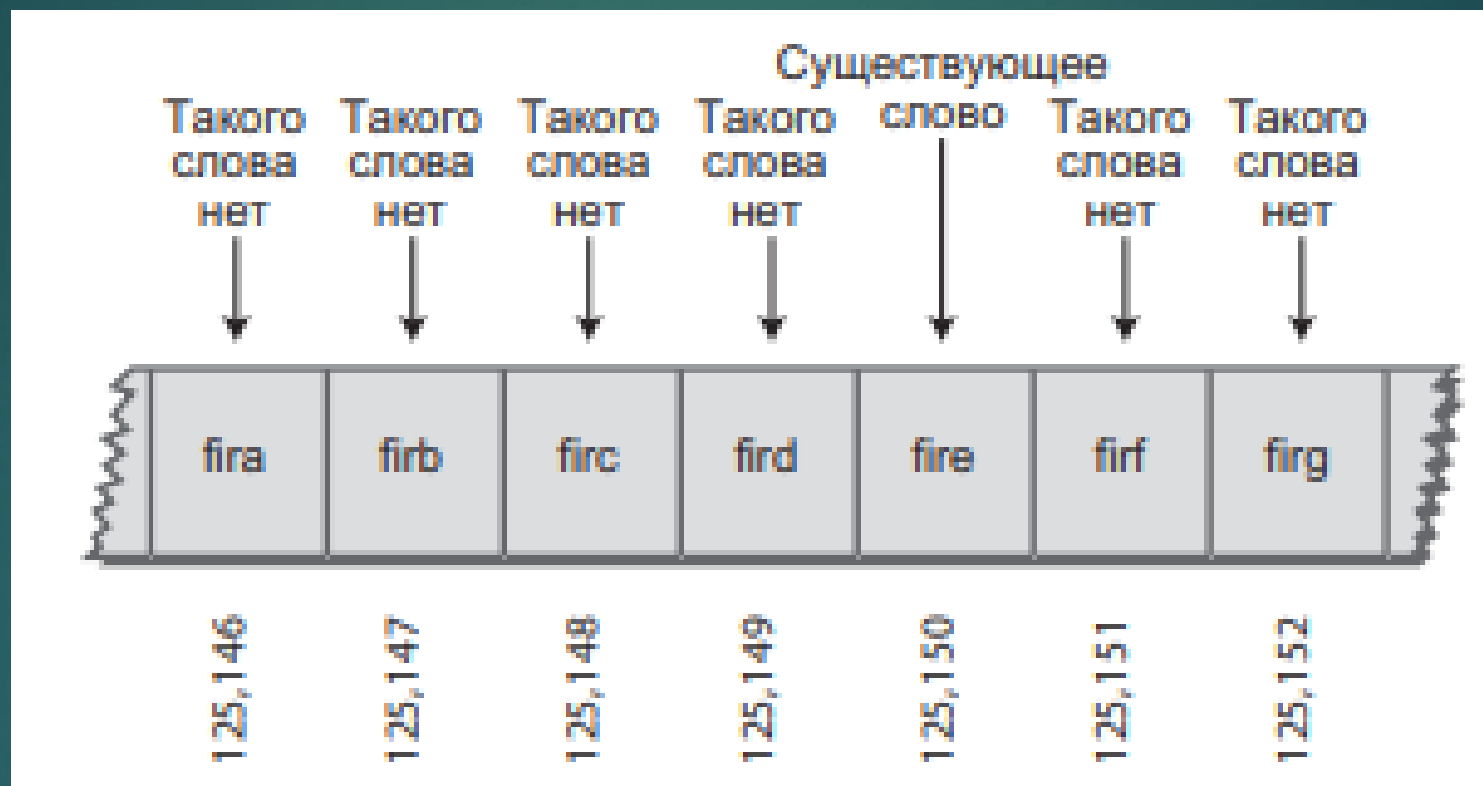 Существующее
слово
Такого
слова
нет
Такого
слова
нет
Такого
слова
нет
Такого
слова
нет
Такого
слова
нет
Такого
слова
нет
fira firb firc fird fire firf firg
125,146 125,147 125,148 125,149 125,150 125,151 125,152